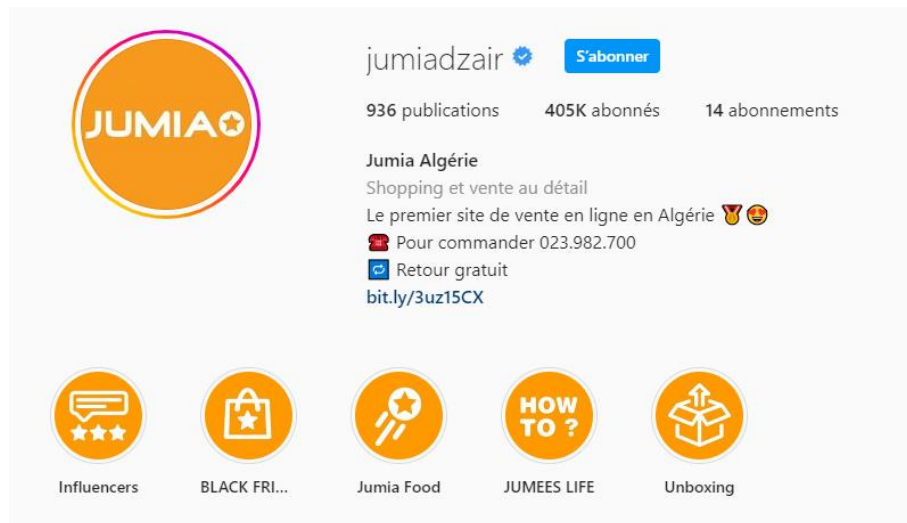 JUMIA
jumiadzair S'abonner
936 publications 405K abonnés 14 abonnements
Jumia Algérie
Shopping et vente au détail
Le premier site de vente en ligne en Algérie
Pour commander 023.982.700
Retour gratuit
bit.ly/3uz15CX
HOW
TO ?
Influencers BLACK FRI... Jumia Food JUMEES LIFE Unboxing